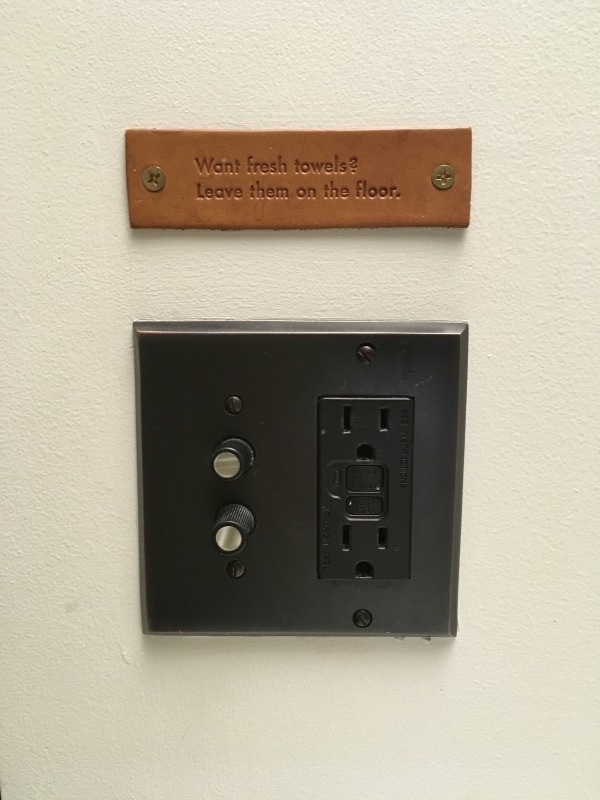 Want fresh towels?
Leave them on the floor.